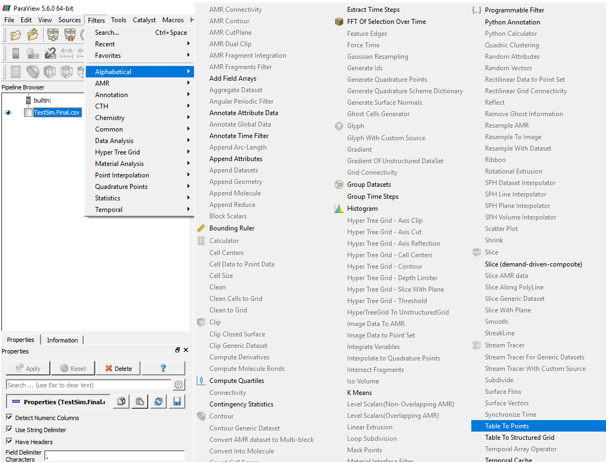 ParaView 5.6.0 64-bit
File Edit View Sources Filters Tools Catalyst Macros H
Search... Ctrl+Space
Recent
Favorites
Alphabetical
AMR
Annotation
CTH
Chemistry
Common
Data Analysis
Hyper Tree Grid
Material Analysis
Point Interpolation
Quadrature Points
Statistics
Temporal
Pipeline Browser
builtin:
TestSim.Final.csv
Properties Information
Properties
Apply Reset Delete ?
Search ... (use Esc to clear text)
Properties (TestSim.Final.c
Detect Numeric Columns
Use String Delimiter
Have Headers
Field Delimiter
Characters ,
AMR Connectivity
AMR Contour
AMR CutPlane
AMR Dual Clip
AMR Fragment Integration
AMR Fragments Filter
Add Field Arrays
Aggregate Dataset
Angular Periodic Filter
Annotate Attribute Data
Annotate Global Data
Annotate Time Filter
Append Arc-Length
Append Attributes
Append Datasets
Append Geometry
Append Molecule
Append Reduce
Block Scalars
Bounding Ruler
Calculator
Cell Centers
Cell Data to Point Data
Cell Size
Clean
Clean Cells to Grid
Clean to Grid
Clip
Clip Closed Surface
Clip Generic Dataset
Compute Derivatives
Compute Molecule Bonds
Compute Quartiles
Connectivity
Contingency Statistics
Contour
Contour Generic Dataset
Convert AMR dataset to Multi-block
Convert Into Molecule
Extract Time Steps
FFT Of Selection Over Time
Feature Edges
Force Time
Gaussian Resampling
Generate Ids
Generate Quadrature Points
Generate Quadrature Scheme Dictionary
Generate Surface Normals
Ghost Cells Generator
Glyph
Glyph With Custom Source
Gradient
Gradient Of Unstructured DataSet
Grid Connectivity
Group Datasets
Group Time Steps
Histogram
Hyper Tree Grid - Axis Clip
Hyper Tree Grid - Axis Cut
Hyper Tree Grid - Axis Reflection
Hyper Tree Grid - Cell Centers
Hyper Tree Grid - Contour
Hyper Tree Grid - Depth Limiter
Hyper Tree Grid - Slice With Plane
Hyper Tree Grid - Threshold
HyperTreeGrid To UnstructuredGrid
Image Data To AMR
Image Data to Point Set
Integrate Variables
Interpolate to Quadrature Points
Intersect Fragments
Iso Volume
K Means
Level Scalars(Non-Overlapping AMR)
Level Scalars(Overlapping AMR)
Linear Extrusion
Loop Subdivision
Mask Points
Material Interface Filter
Programmable Filter
Python Annotation
Python Calculator
Quadric Clustering
Random Attributes
Random Vectors
Rectilinear Data to Point Set
Rectilinear Grid Connectivity
Reflect
Remove Ghost Information
Resample AMR
Resample To Image
Resample With Dataset
Ribbon
Rotational Extrusion
SPH Dataset Interpolator
SPH Line Interpolator
SPH Plane Interpolator
SPH Volume Interpolator
Scatter Plot
Shrink
Slice
Slice (demand-driven-composite)
Slice AMR data
Slice Along PolyLine
Slice Generic Dataset
Slice With Plane
Smooth
StreakLine
Stream Tracer
Stream Tracer For Generic Datasets
Stream Tracer With Custom Source
Subdivide
Surface Flow
Surface Vectors
Synchronize Time
Table To Points
Table To Structured Grid
Temporal Array Operator
Temporal Cache